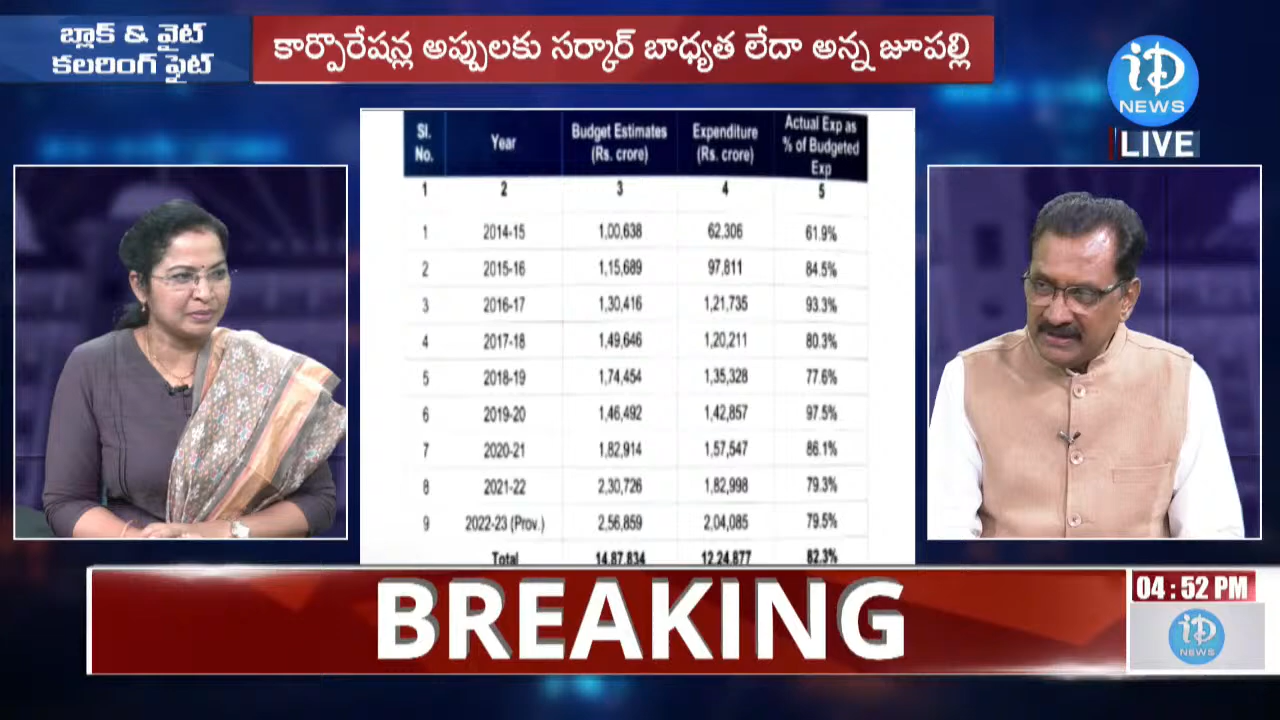 బ్లాక్ & వైట్
కలరింగ్ ఫైట్
కార్పొరేషన్ల అప్పులకు సర్కార్ బాధ్యత లేదా అన్న జూపల్లి
iD
NEWS
LIVE
Sl. No. Year Budget Estimates (Rs. crore) Expenditure (Rs. crore) Actual Exp as % of Budgeted Exp
1 2 3 4 5
1 2014-15 1,00,638 62,306 61.9%
2 2015-16 1,15,689 97,811 84.5%
3 2016-17 1,30,416 1,21,735 93.3%
4 2017-18 1,49,646 1,20,211 80.3%
5 2018-19 1,74,454 1,35,328 77.6%
6 2019-20 1,46,492 1,42,857 97.5%
7 2020-21 1,82,914 1,57,547 86.1%
8 2021-22 2,30,726 1,82,998 79.3%
9 2022-23 (Prov.) 2,56,859 2,04,085 79.5%
Total 14,87,834 12,24,877 82.3%
BREAKING
04 : 52 PM
iD
NEWS